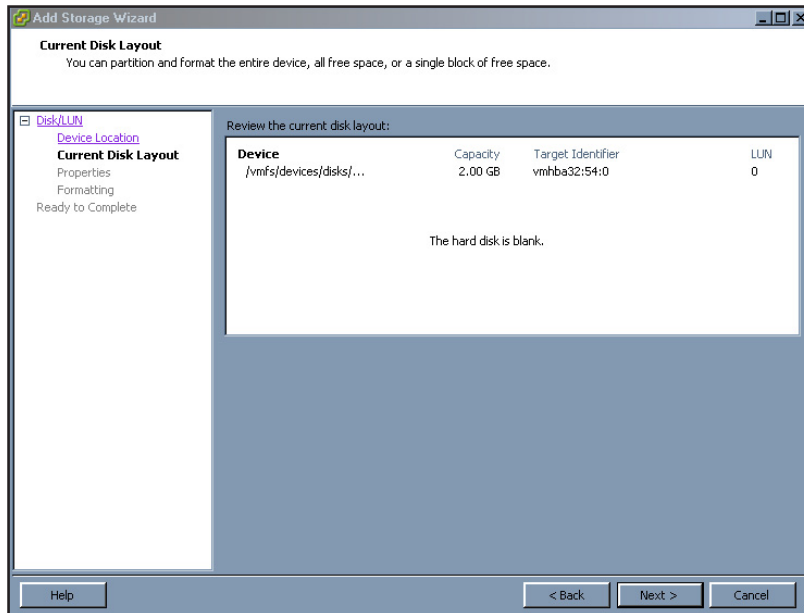 Add Storage Wizard
Current Disk Layout
You can partition and format the entire device, all free space, or a single block of free space.
Disk/LUN
Device Location
Current Disk Layout
Properties
Formatting
Ready to Complete
Review the current disk layout:
Device Capacity Target Identifier LUN
/vmfs/devices/disks/... 2.00 GB vmhba32:54:0 0
The hard disk is blank.
Help < Back Next > Cancel